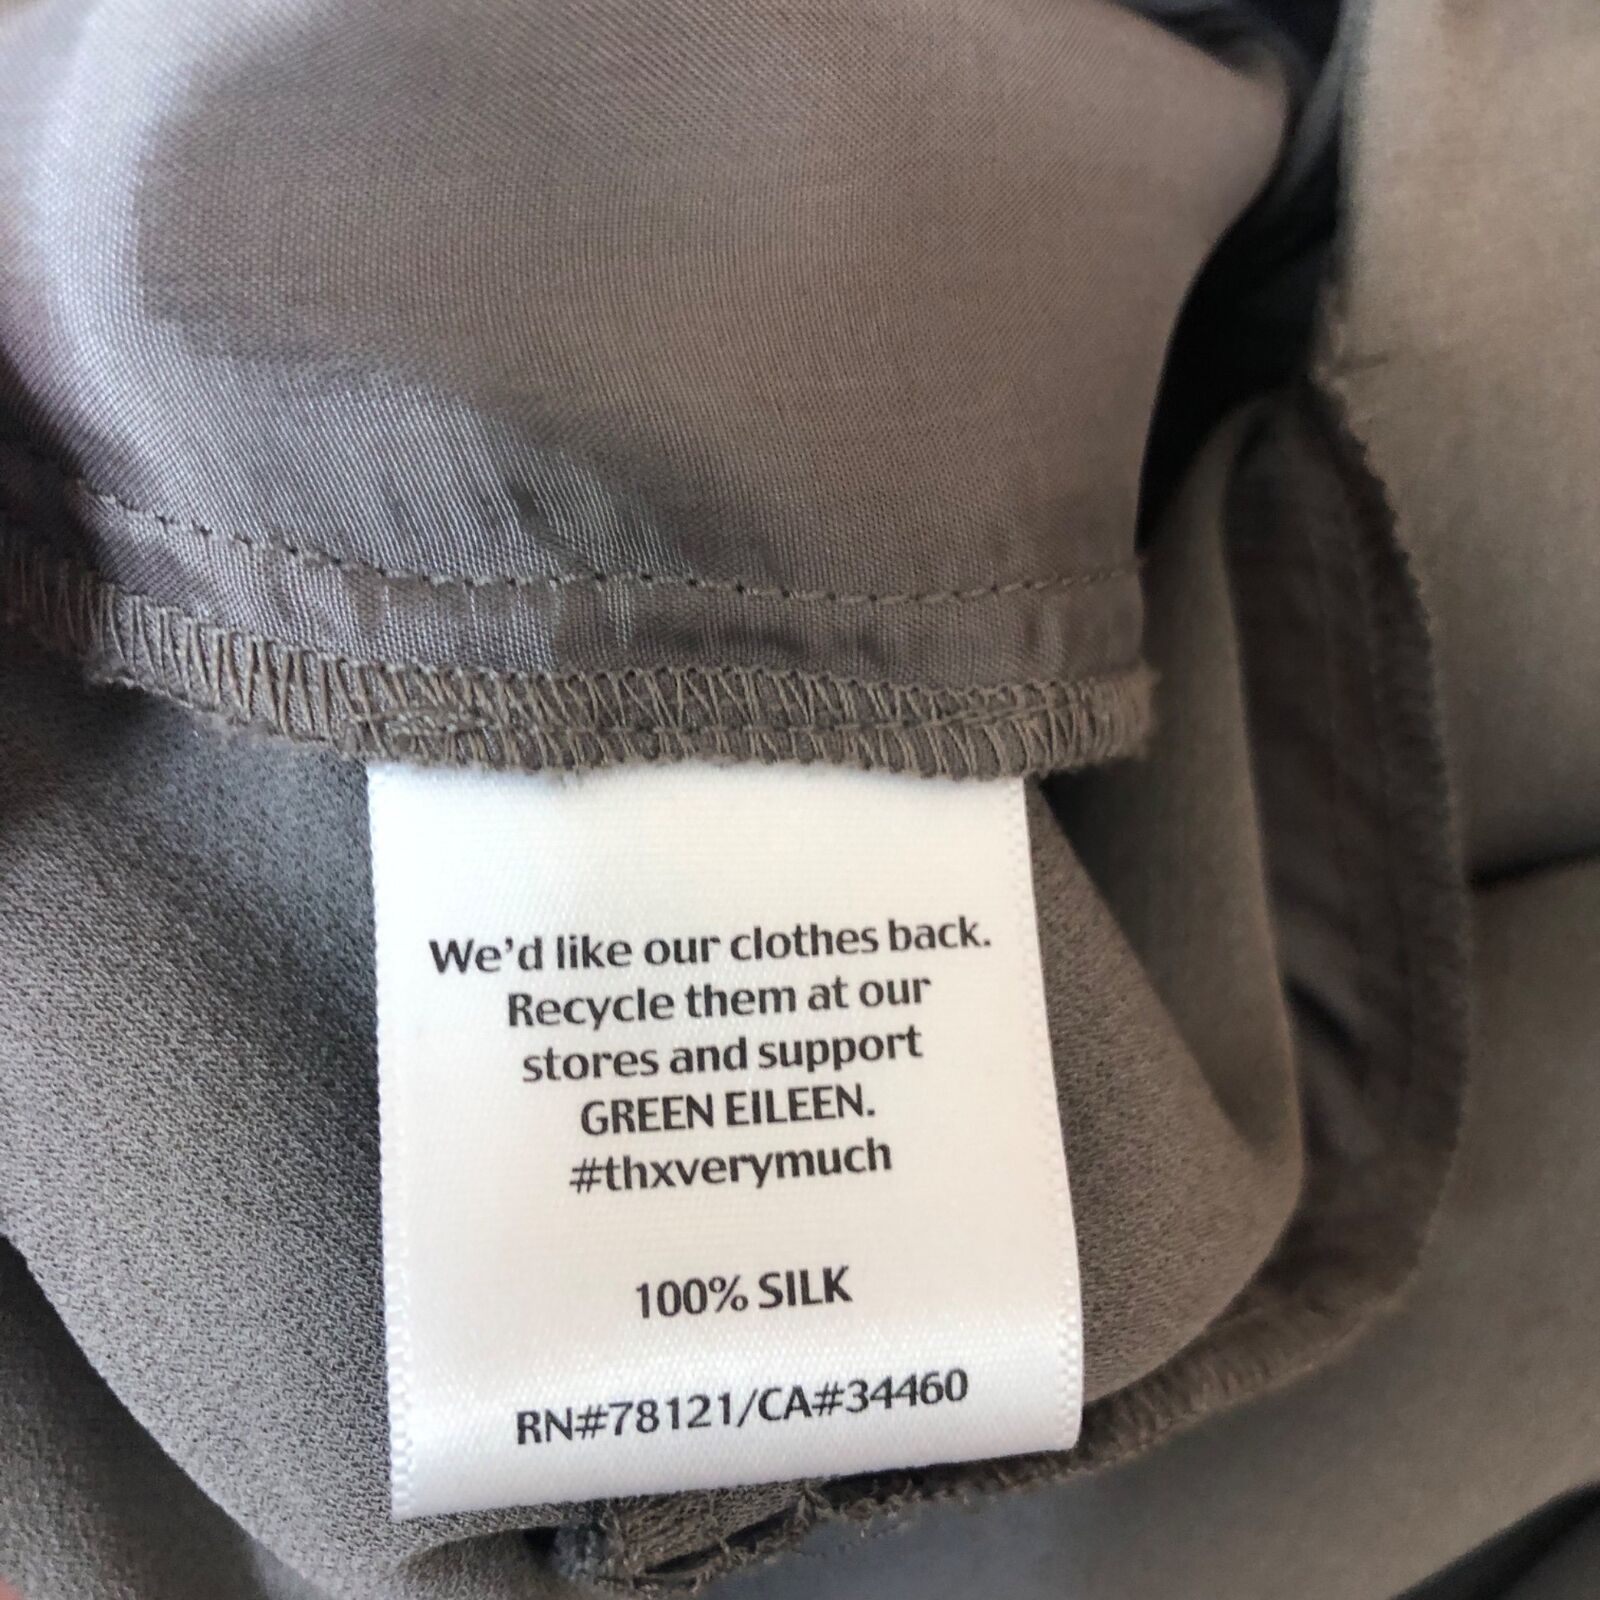 We'd like our clothes back.
Recycle them at our
stores and support
GREEN EILEEN.
#thxverymuch
100% SILK
RN#78121/CA#34460